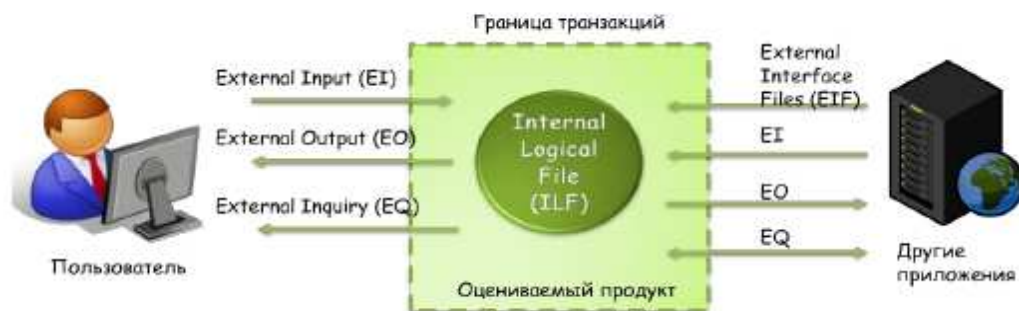 Граница транзакций
External Input (EI)
External Output (EO)
External Inquiry (EQ)
Пользователь
Internal
Logical
File
(ILF)
Оцениваемый продукт
External
Interface
Files (EIF)
EI
EO
EQ
Другие
приложения